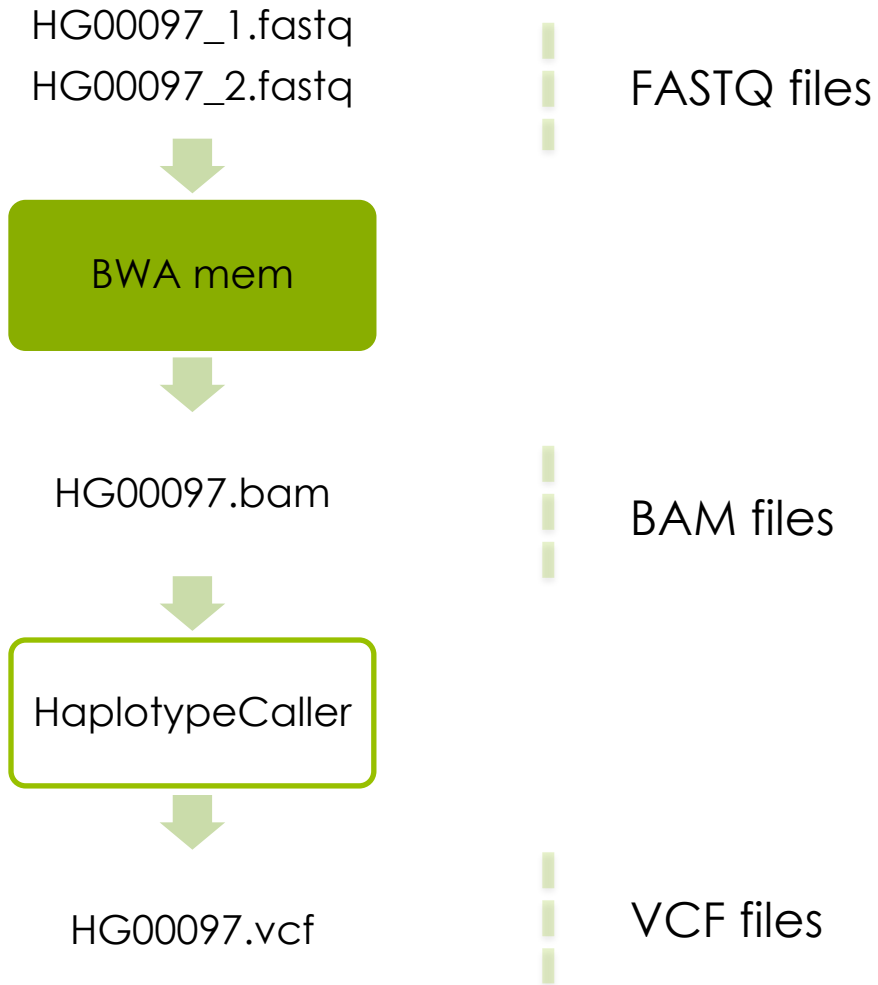 HG00097_1.fastq
HG00097_2.fastq
FASTQ files
BWA mem
HG00097.bam
BAM files
HaplotypeCaller
HG00097.vcf
VCF files